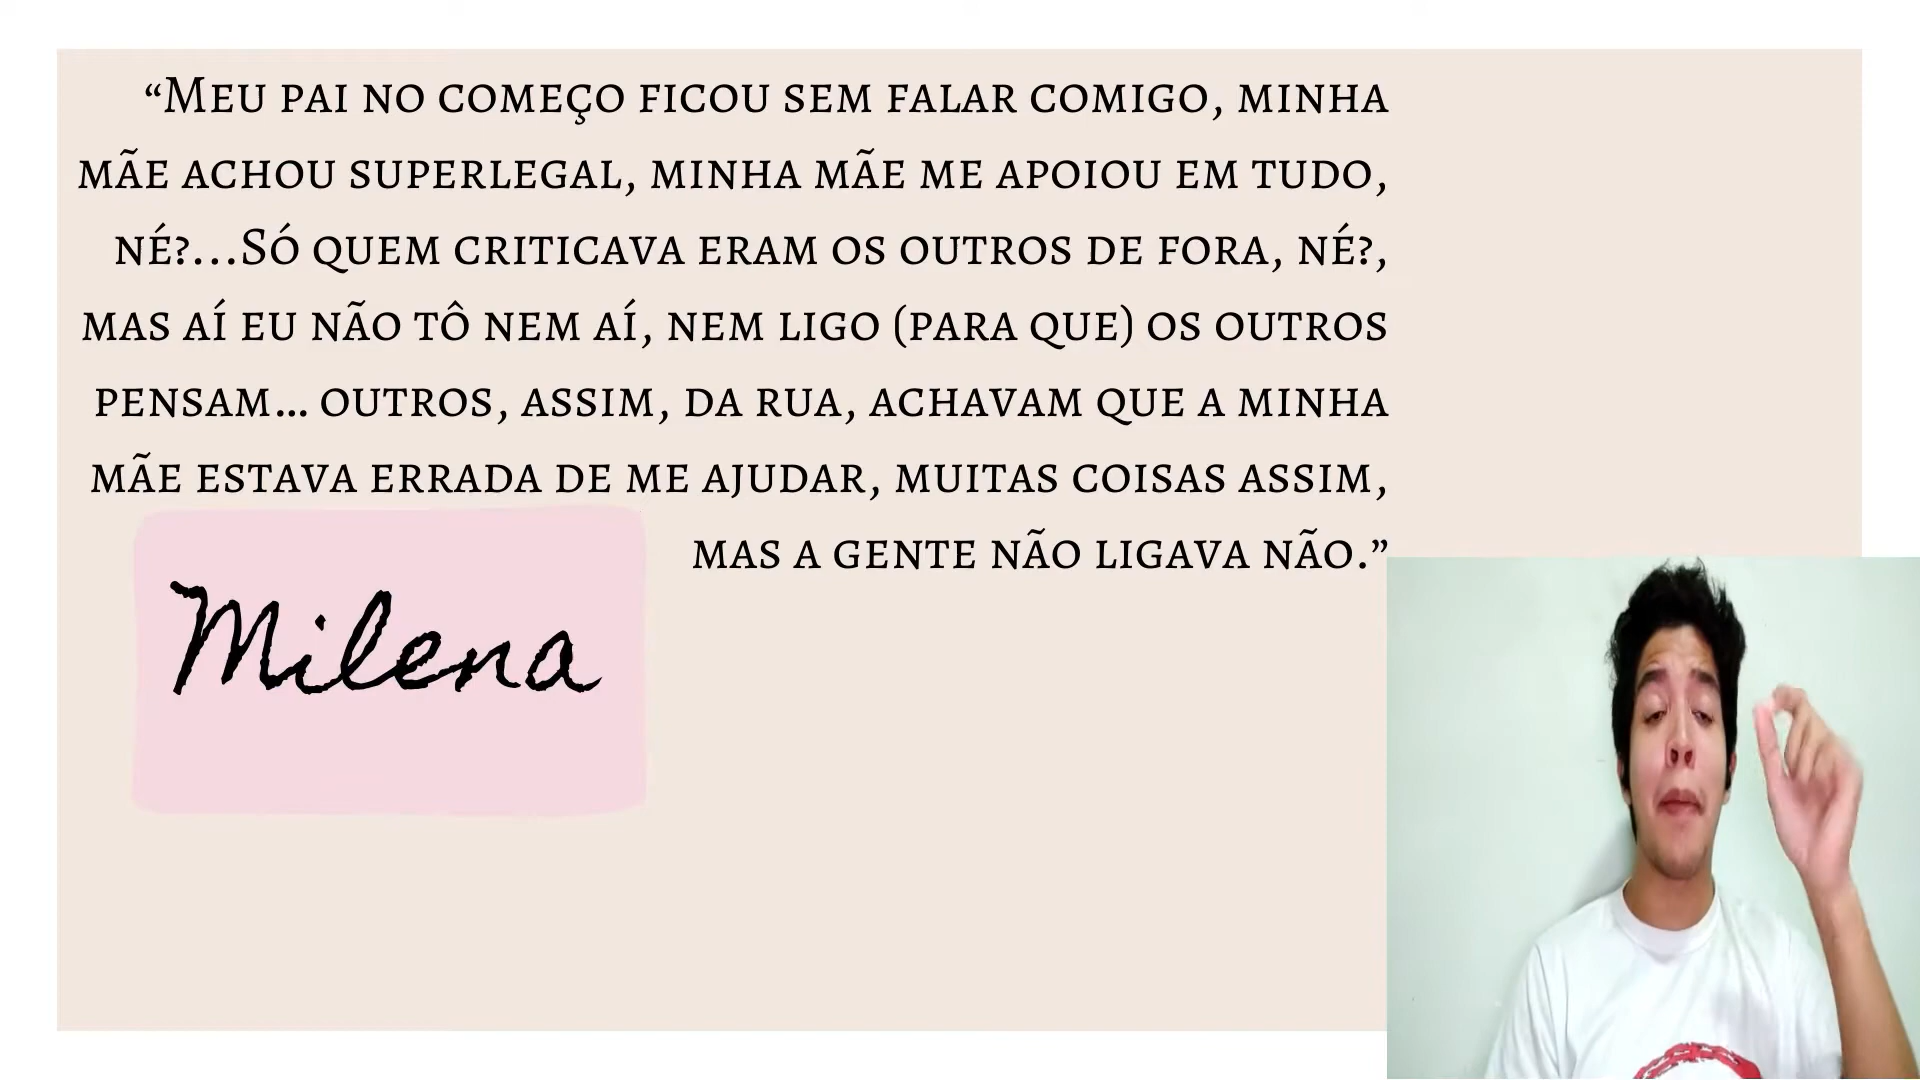 “Meu pai no começo ficou sem falar comigo, minha
mãe achou superlegal, minha mãe me apoiou em tudo,
né?...Só quem criticava eram os outros de fora, né?,
mas aí eu não tô nem aí, nem ligo (para que) os outros
pensam... outros, assim, da rua, achavam que a minha
mãe estava errada de me ajudar, muitas coisas assim,
mas a gente não ligava não.”
Milena